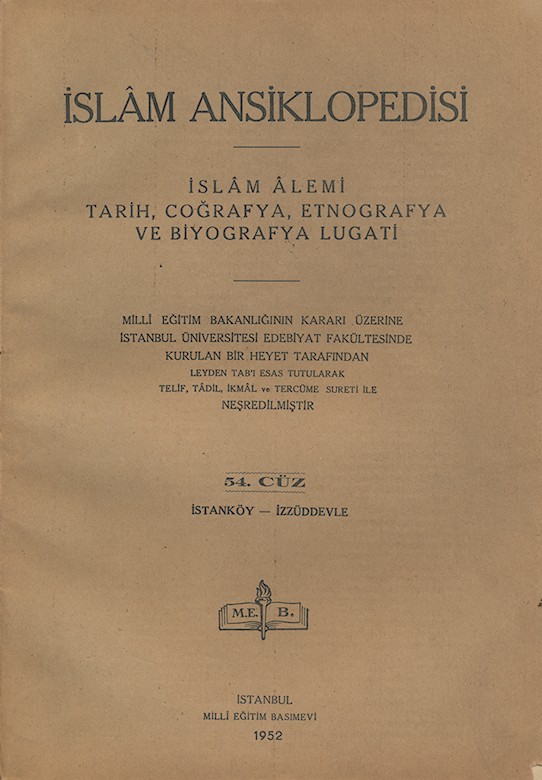 İSLÂM ANSİKLOPEDİSİ
İSLÂM ÂLEMİ
TARİH, COĞRAFYA, ETNOGRAFYA
VE BİYOGRAFYA LUGATİ
MİLLÎ EĞİTİM BAKANLIĞININ KARARI ÜZERİNE
İSTANBUL ÜNİVERSİTESİ EDEBİYAT FAKÜLTESİNDE
KURULAN BİR HEYET TARAFINDAN
LEYDEN TAB'I ESAS TUTULARAK
TELİF, TÂDİL, İKMÂL ve TERCÜME SURETİ İLE
NEŞREDİLMİŞTİR
54. CÜZ
İSTANKÖY — İZZÜDDEVLE
M.E. B.
İSTANBUL
MİLLÎ EĞİTİM BASIMEVİ
1952